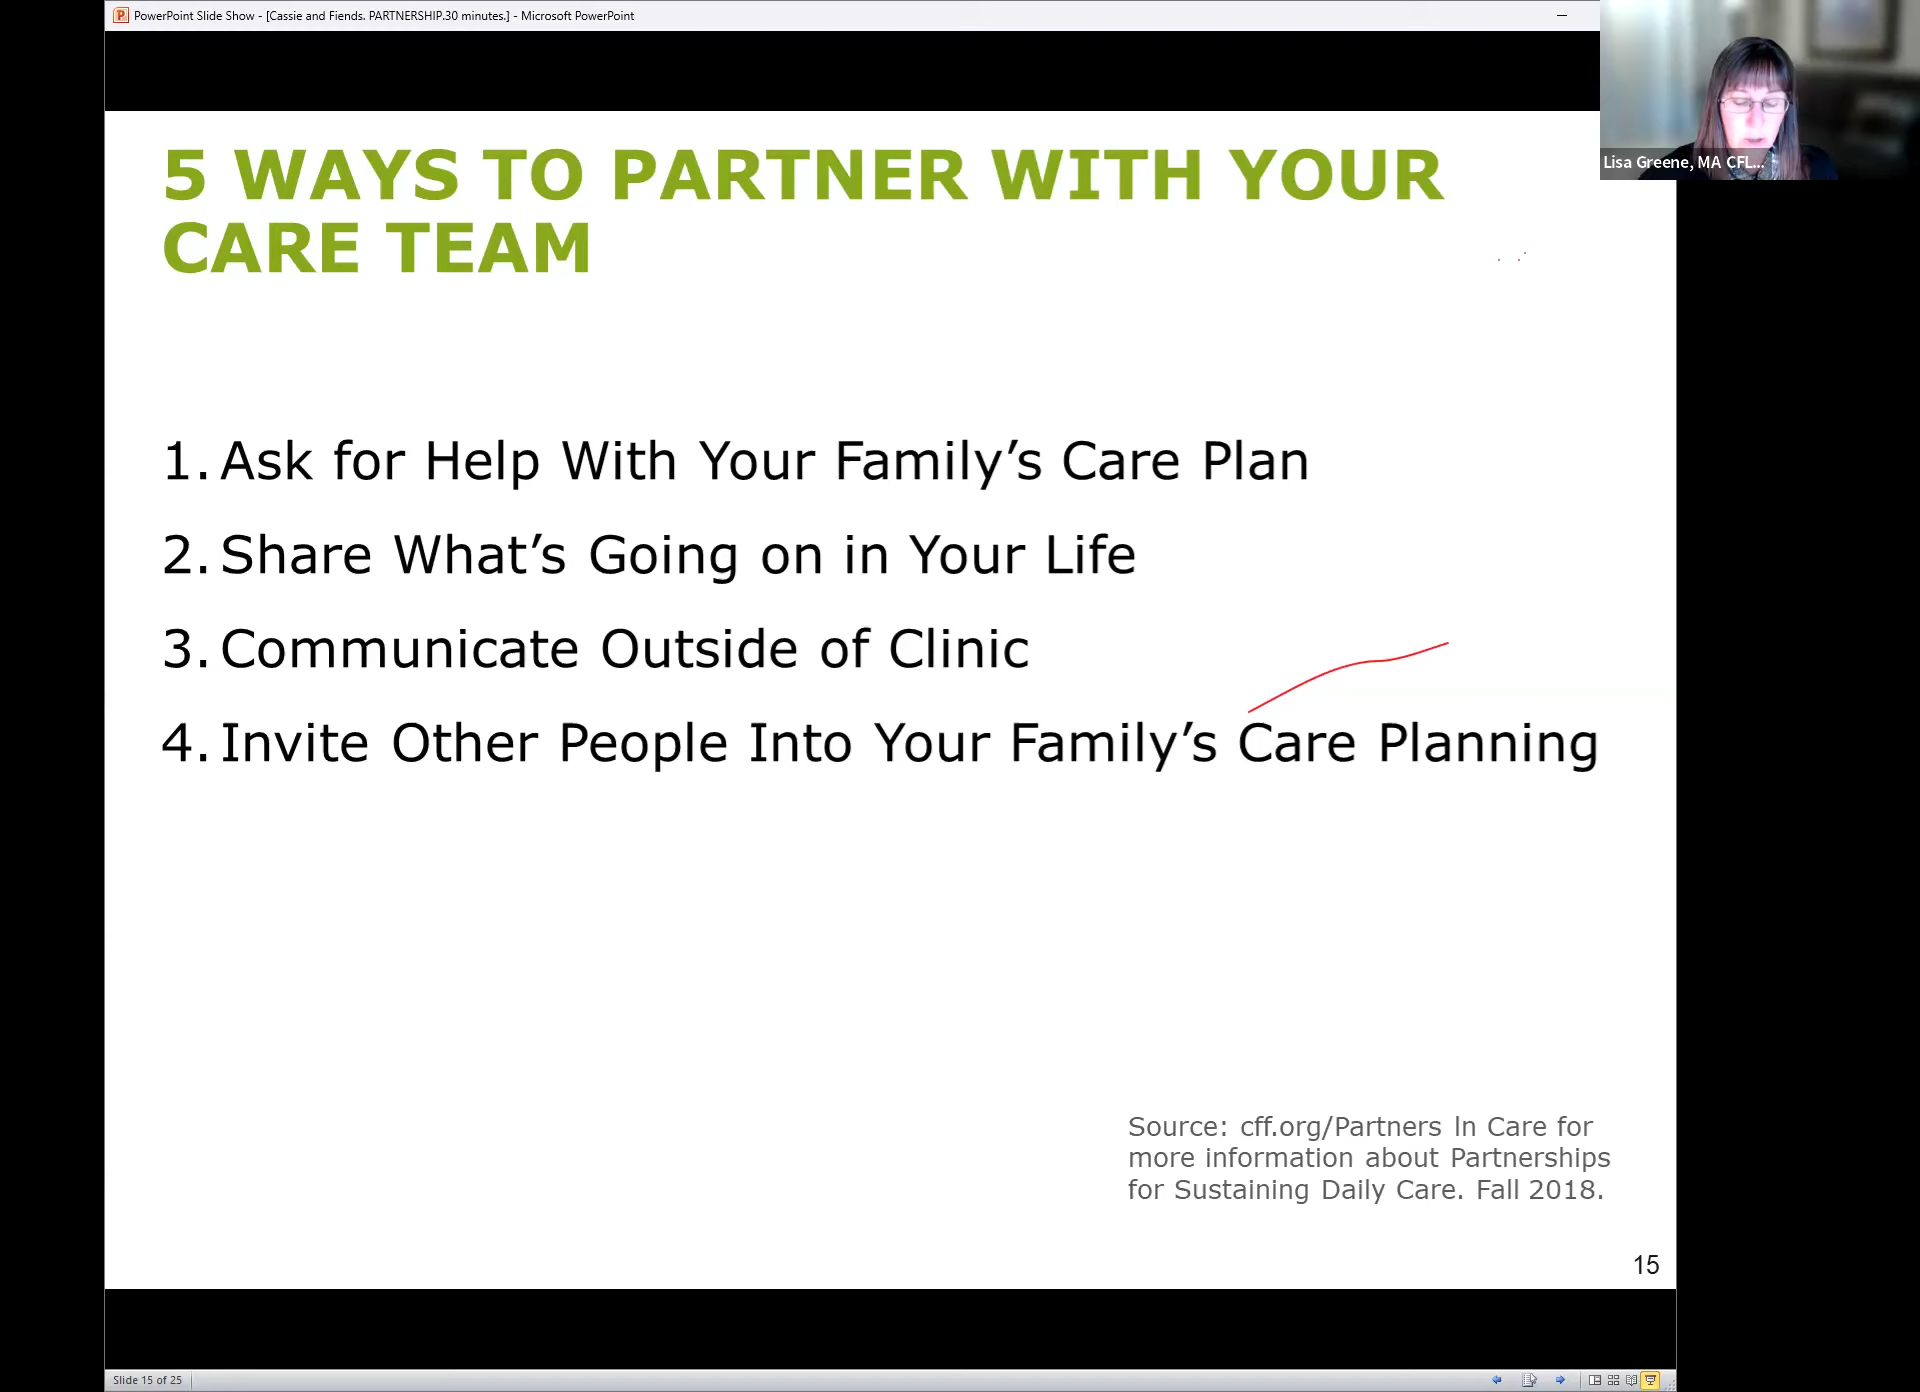 PowerPoint Slide Show - [Cassie and Fiends. PARTNERSHIP.30 minutes.] - Microsoft PowerPoint
Lisa Greene, MA CFL...
5 WAYS TO PARTNER WITH YOUR
CARE TEAM
1. Ask for Help With Your Family’s Care Plan
2. Share What’s Going on in Your Life
3. Communicate Outside of Clinic
4. Invite Other People Into Your Family’s Care Planning
Source: cff.org/Partners ln Care for
more information about Partnerships
for Sustaining Daily Care. Fall 2018.
15
Slide 15 of 25